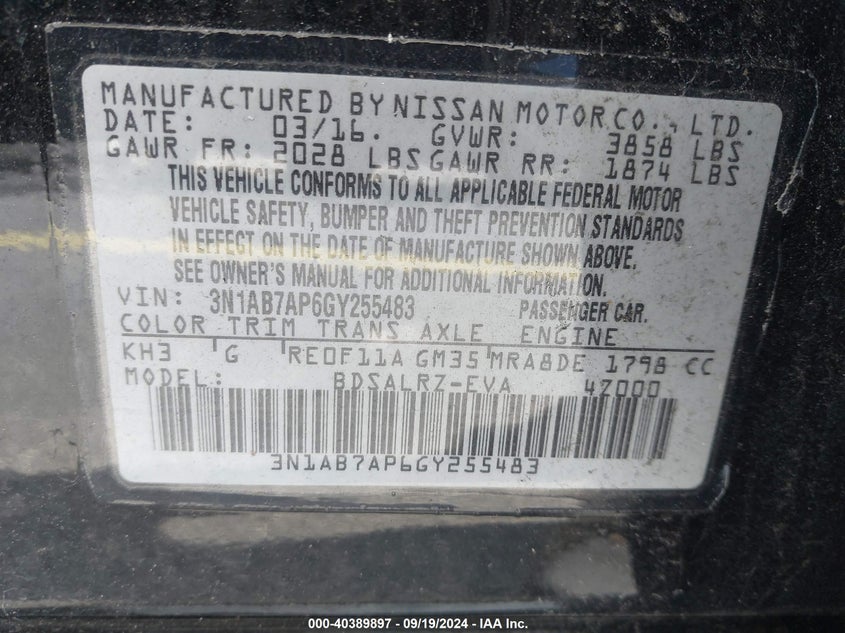 MANUFACTURED BY NISSAN MOTOR CO., LTD.
DATE: 03/16. GVWR: 3858 LBS
GAWR FR: 2028 LBS GAWR RR: 1874 LBS
THIS VEHICLE CONFORMS TO ALL APPLICABLE FEDERAL MOTOR
VEHICLE SAFETY, BUMPER AND THEFT PREVENTION STANDARDS
IN EFFECT ON THE DATE OF MANUFACTURE SHOWN ABOVE.
SEE OWNER'S MANUAL FOR ADDITIONAL INFORMATION.
VIN: 3N1AB7AP6GY255483 PASSENGER CAR.
COLOR TRIM TRANS AXLE ENGINE
KH3 G RE0F11A GM35 MRA8DE 1798 CC
MODEL: BDSALRZ-EVA 47000
3N1AB7AP6GY255483
000-40389897 - 09/19/2024 - IAA